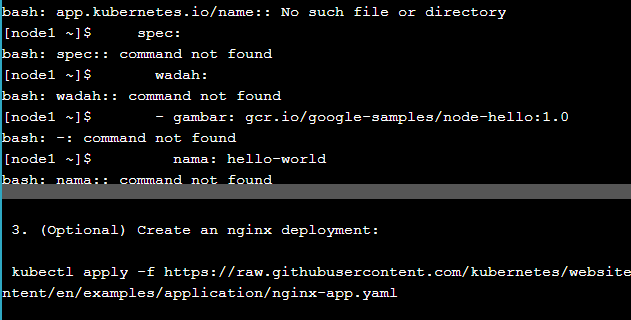 bash: app.kubernetes.io/name:: No such file or directory
[node1 ~]$     spec:
bash: spec:: command not found
[node1 ~]$       wadah:
bash: wadah:: command not found
[node1 ~]$       - gambar: gcr.io/google-samples/node-hello:1.0
bash: -: command not found
[node1 ~]$         nama: hello-world
bash: nama:: command not found
3. (Optional) Create an nginx deployment:
kubectl apply -f https://raw.githubusercontent.com/kubernetes/website
ntent/en/examples/application/nginx-app.yaml